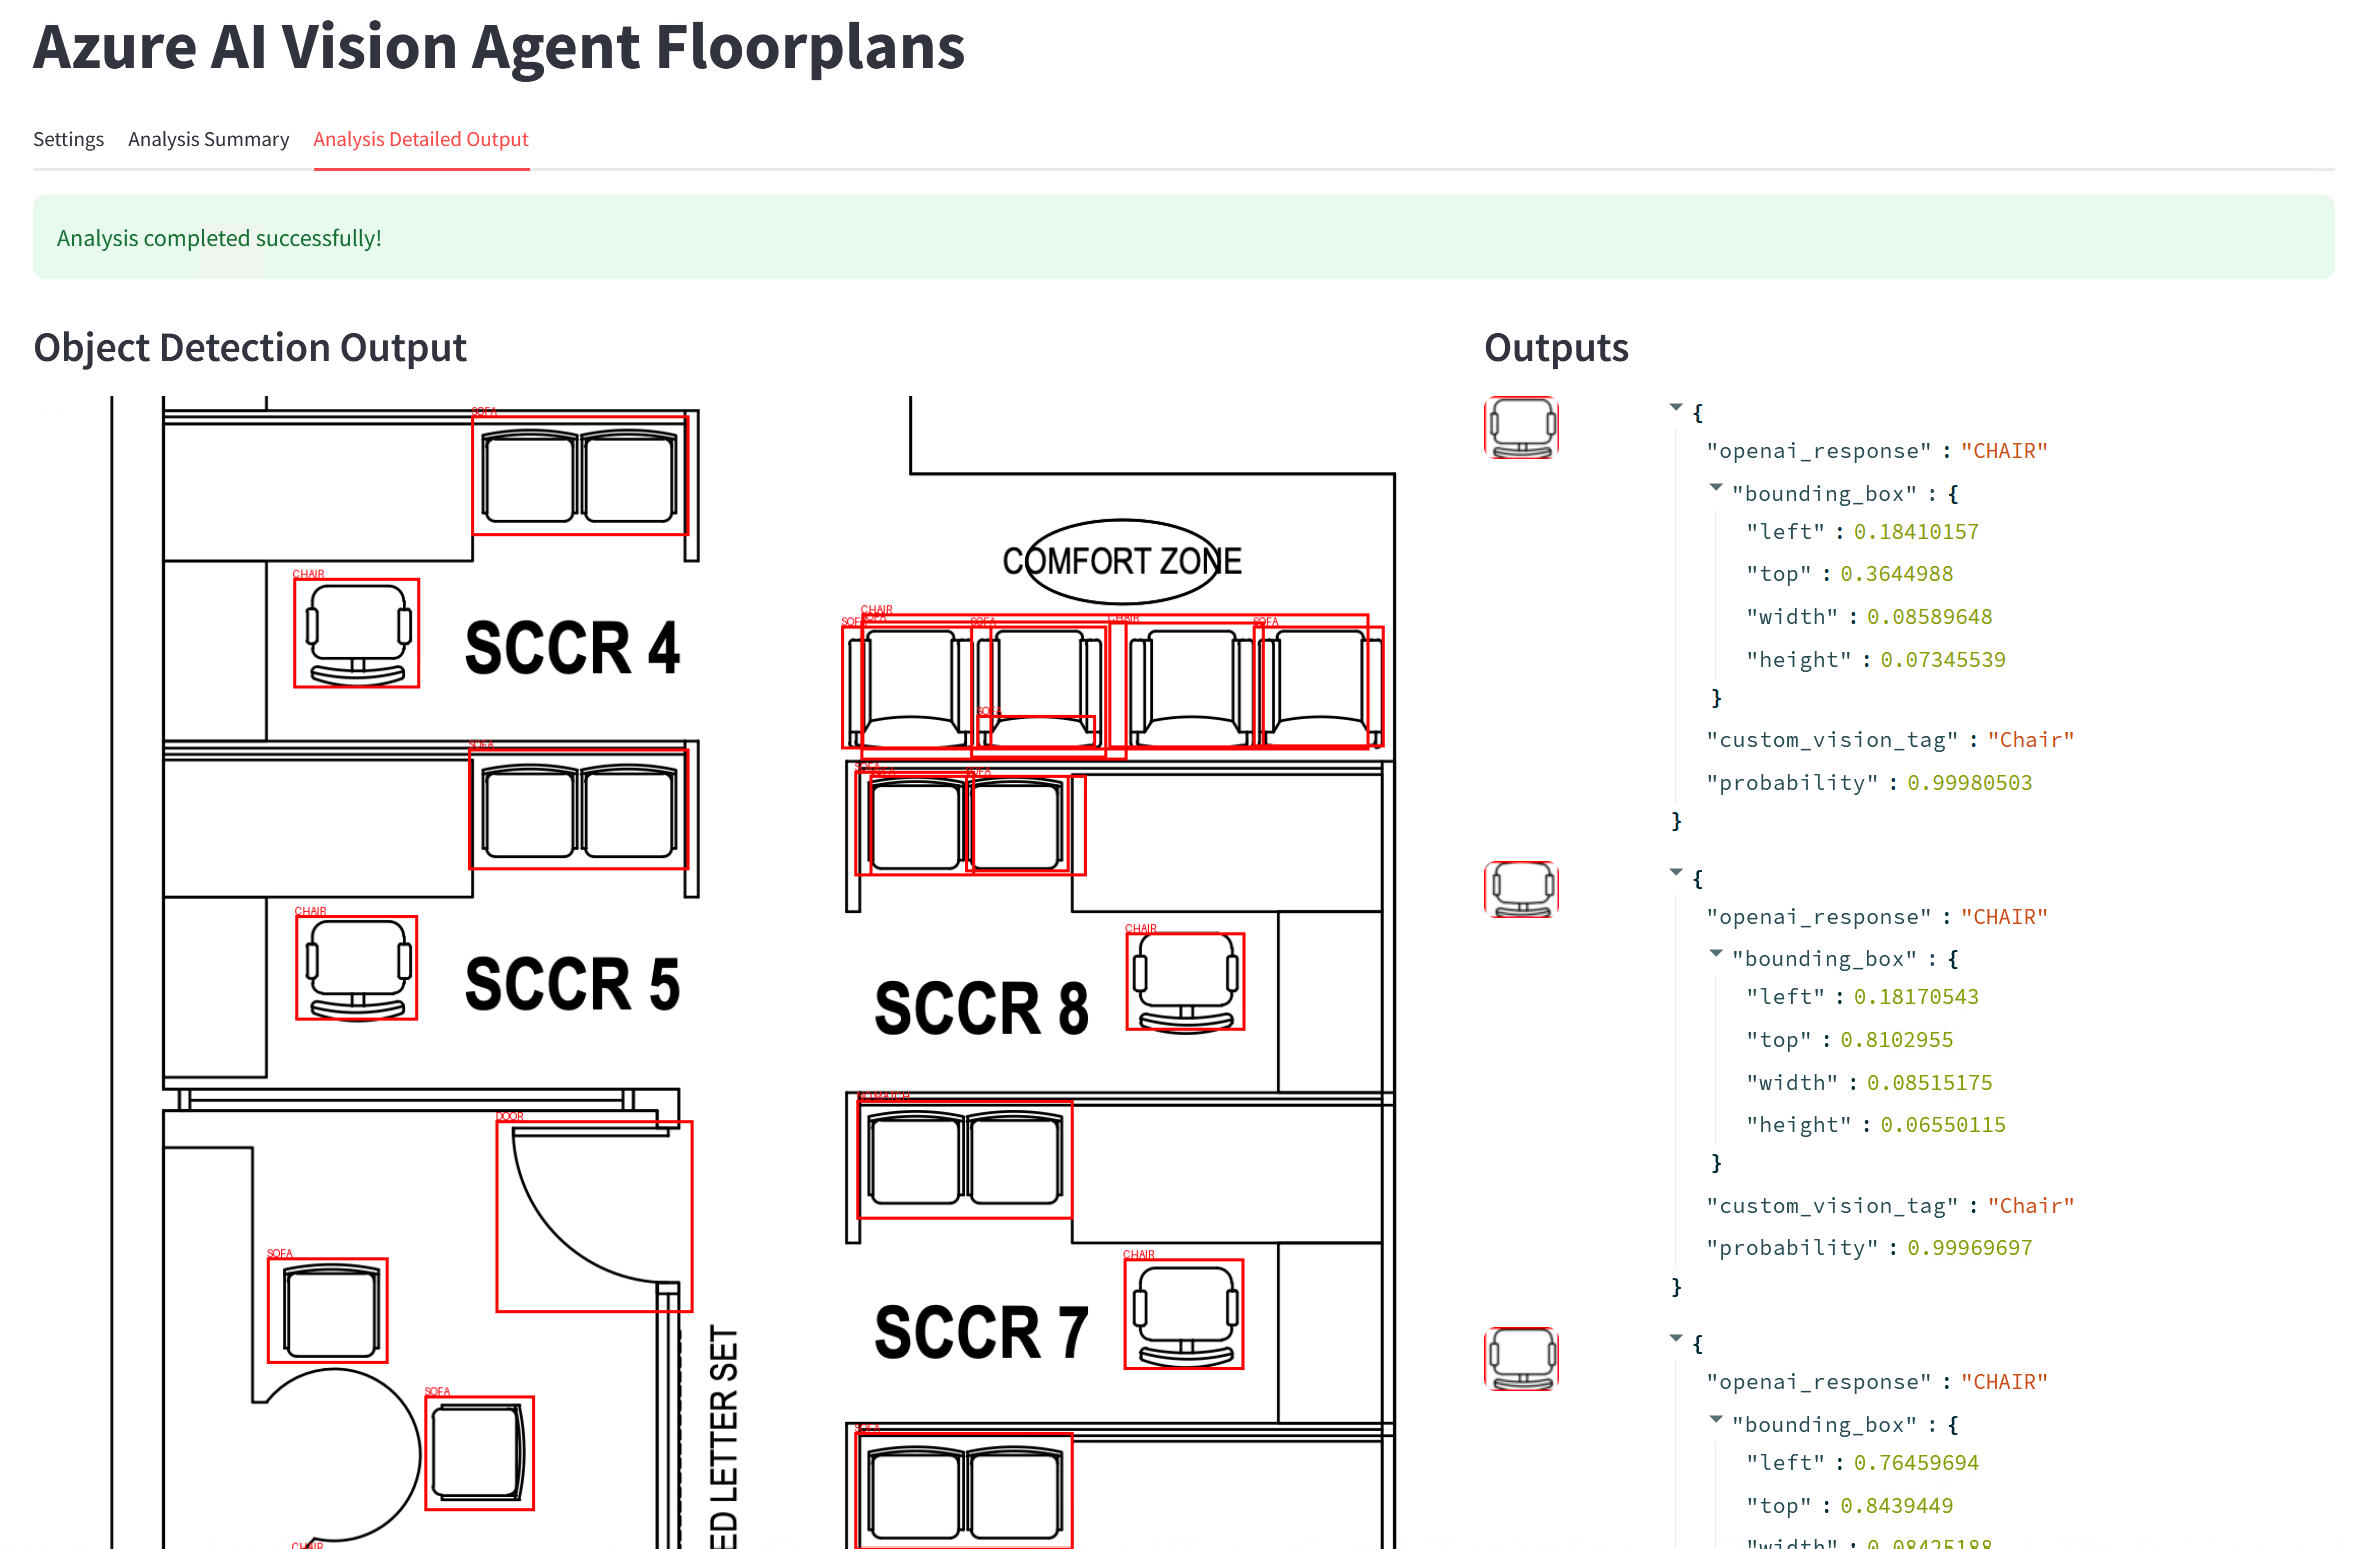 Azure AI Vision Agent Floorplans
Settings
Analysis Summary
Analysis Detailed Output
Analysis completed successfully!
Object Detection Output
SOFA
CHAIR
SCCR 4
COMFORT ZONE
CHAIR
SOFA
SOFA
SOFA
CHAIR
SOFA
SOFA
SOFA
SOFA
SOFA
CHAIR
SCCR 5
CHAIR
SCCR 8
DOOR
SOFA
CHAIR
SCCR 7
SOFA
SOFA
ED LETTER SET
CHAIR
Outputs
{
"openai_response" : "CHAIR"
"bounding_box" : {
"left" : 0.18410157
"top" : 0.3644988
"width" : 0.08589648
"height" : 0.07345539
}
"custom_vision_tag" : "Chair"
"probability" : 0.99980503
}
{
"openai_response" : "CHAIR"
"bounding_box" : {
"left" : 0.18170543
"top" : 0.8102955
"width" : 0.08515175
"height" : 0.06550115
}
"custom_vision_tag" : "Chair"
"probability" : 0.99969697
}
{
"openai_response" : "CHAIR"
"bounding_box" : {
"left" : 0.76459694
"top" : 0.8439449
"width" : 0.08425188